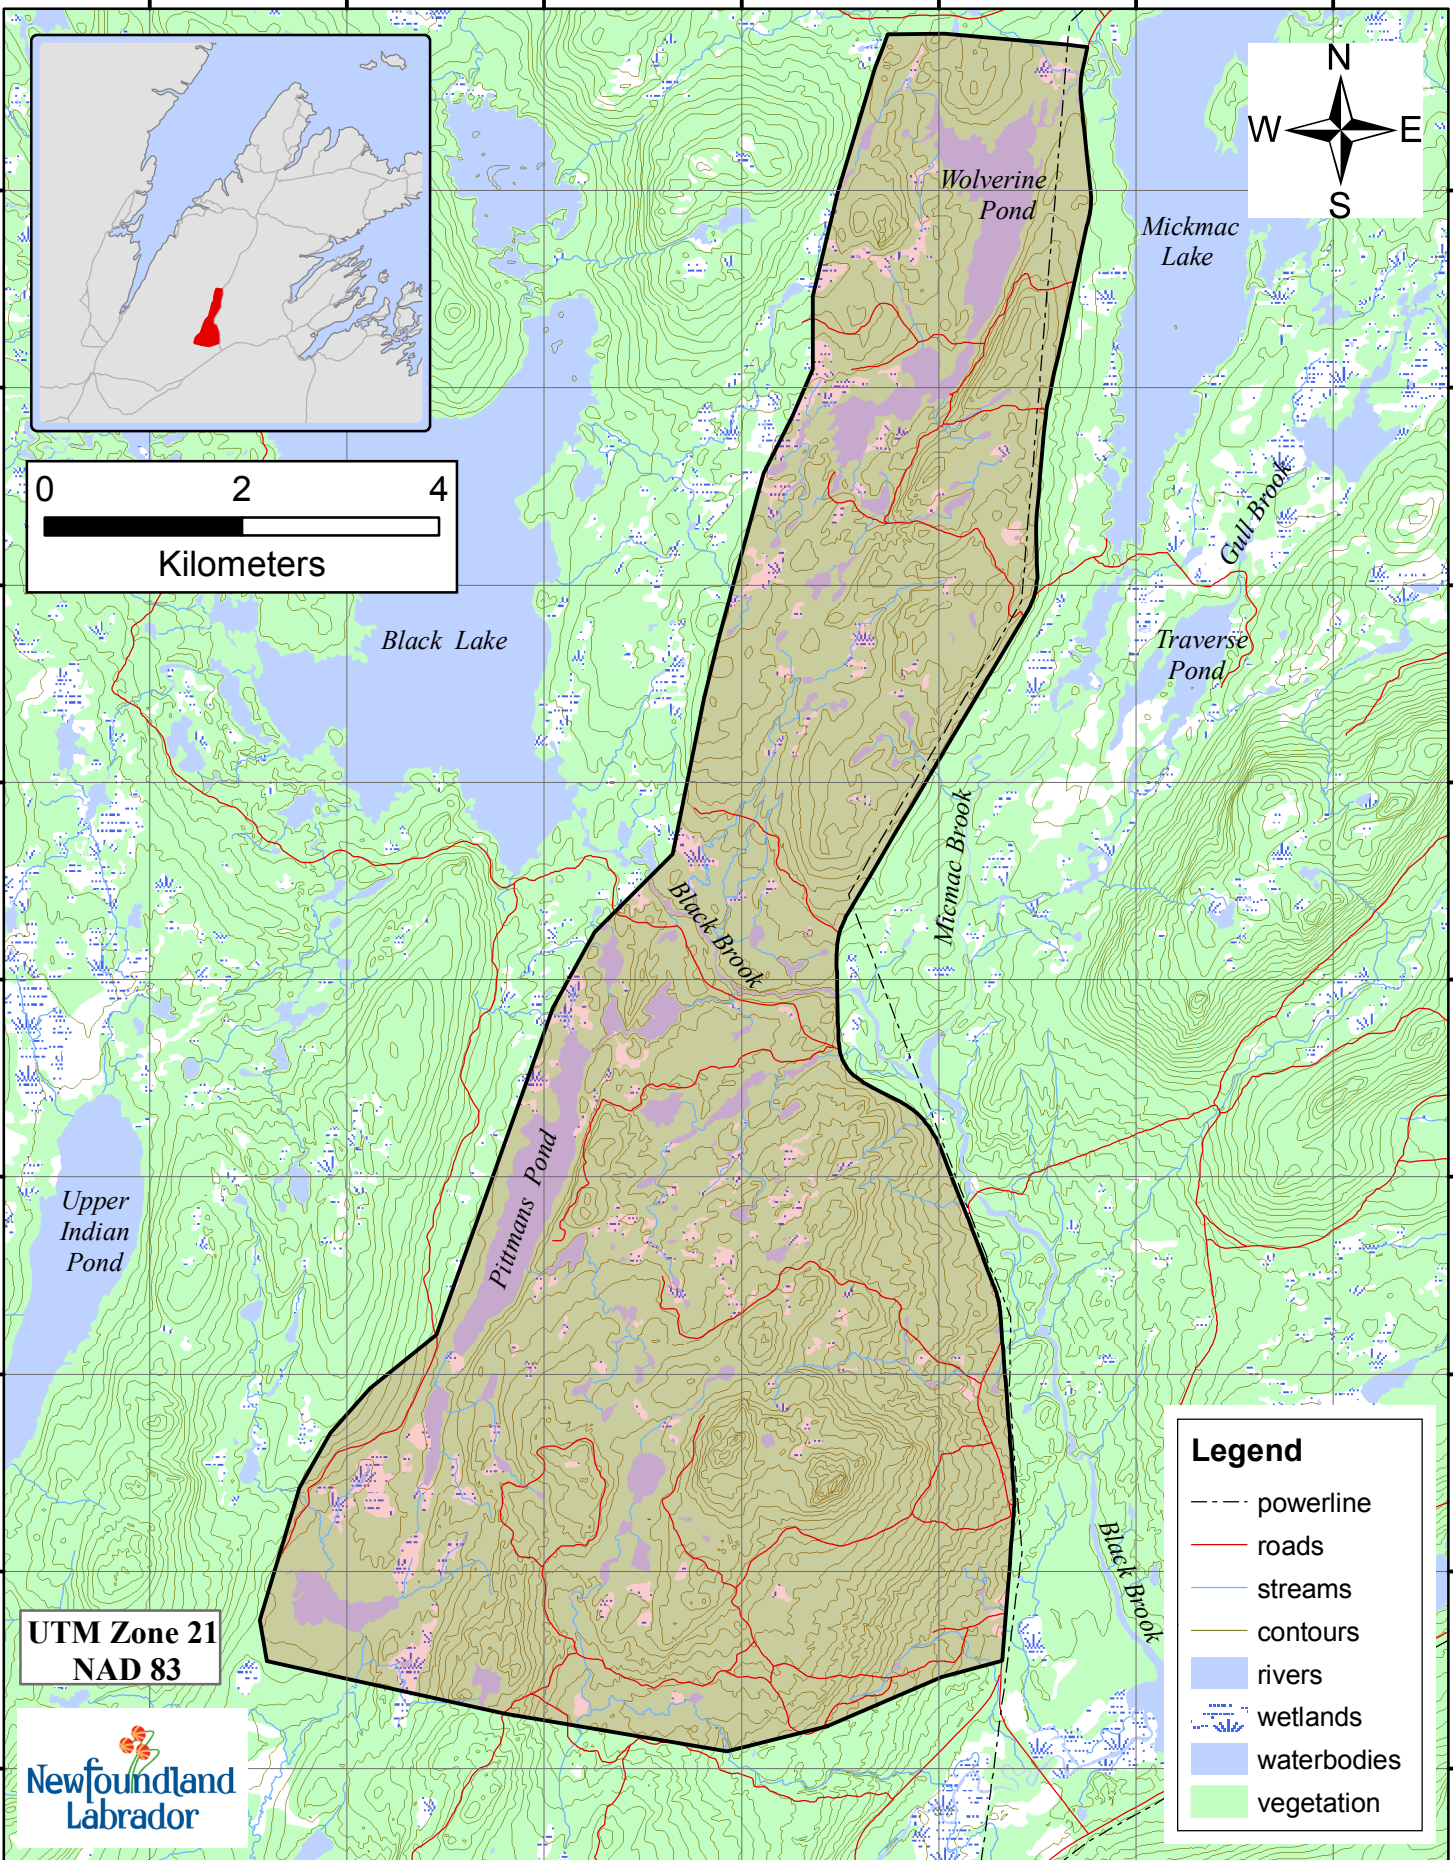 N
W E
S
Wolverine
Pond
Mickmac
Lake
0 2 4
Kilometers
Gull Brook
Black Lake
Traverse
Pond
Micmac Brook
Black Brook
Pittmans Pond
Upper
Indian
Pond
Black Brook
Legend
powerline
roads
streams
contours
rivers
wetlands
waterbodies
vegetation
UTM Zone 21
NAD 83
Newfoundland
Labrador